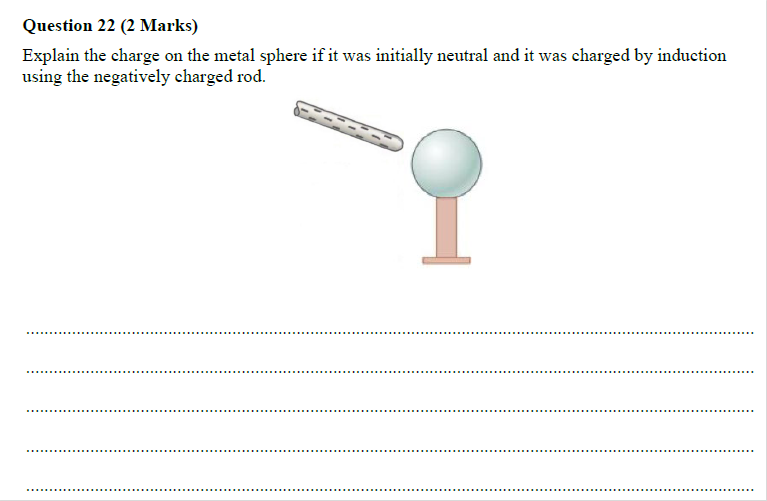 Question 22 (2 Marks)
Explain the charge on the metal sphere if it was initially neutral and it was charged by induction
using the negatively charged rod.